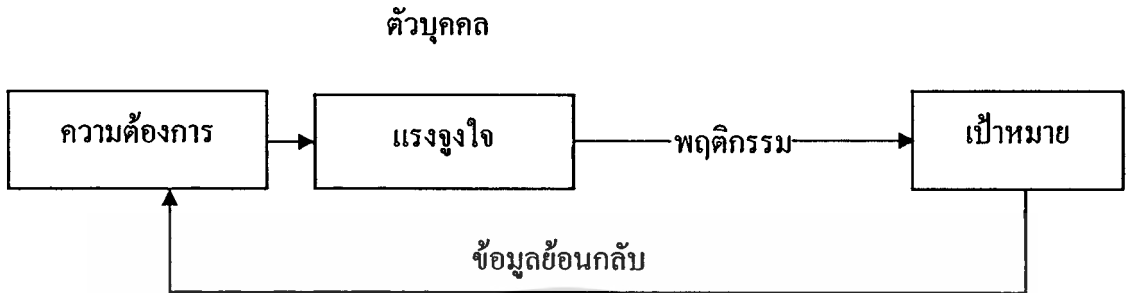 ตัวบุคคล
ความต้องการ
แรงจูงใจ
พฤติกรรม
เป้าหมาย
ข้อมูลย้อนกลับ